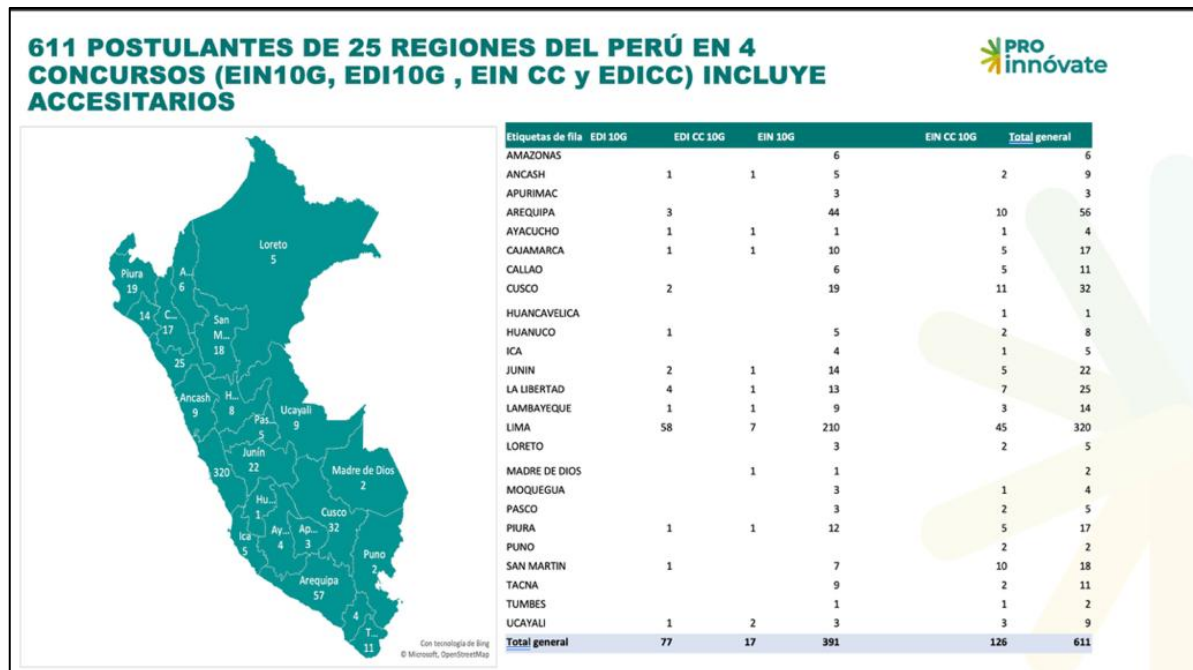 611 POSTULANTES DE 25 REGIONES DEL PERÚ EN 4
CONCURSOS (EIN10G, EDI10G , EIN CC y EDICC) INCLUYE
ACCESITARIOS
PRO
innóvate
Loreto
5
Piura
19
A...
6
14
C...
17
San
M...
18
25
Ancash
9
H...
8
Ucayali
9
Pas...
5
Junín
22
320
Madre de Dios
2
Hu...
1
Cusco
32
Ica
5
Ay...
4
Ap...
3
Puno
2
Arequipa
57
4
T...
11
Con tecnología de Bing
© Microsoft, OpenStreetMap
Etiquetas de fila EDI 10G EDI CC 10G EIN 10G EIN CC 10G Total general
AMAZONAS 6 6
ANCASH 1 1 5 2 9
APURIMAC 3 3
AREQUIPA 3 44 10 56
AYACUCHO 1 1 1 1 4
CAJAMARCA 1 1 10 5 17
CALLAO 6 5 11
CUSCO 2 19 11 32
HUANCAVELICA 1 1
HUANUCO 1 5 2 8
ICA 4 1 5
JUNIN 2 1 14 5 22
LA LIBERTAD 4 1 13 7 25
LAMBAYEQUE 1 1 9 3 14
LIMA 58 7 210 45 320
LORETO 3 2 5
MADRE DE DIOS 1 1 2
MOQUEGUA 3 1 4
PASCO 3 2 5
PIURA 1 1 12 5 17
PUNO 2 2
SAN MARTIN 1 7 10 18
TACNA 9 2 11
TUMBES 1 1 2
UCAYALI 1 2 3 3 9
Total general 77 17 391 126 611